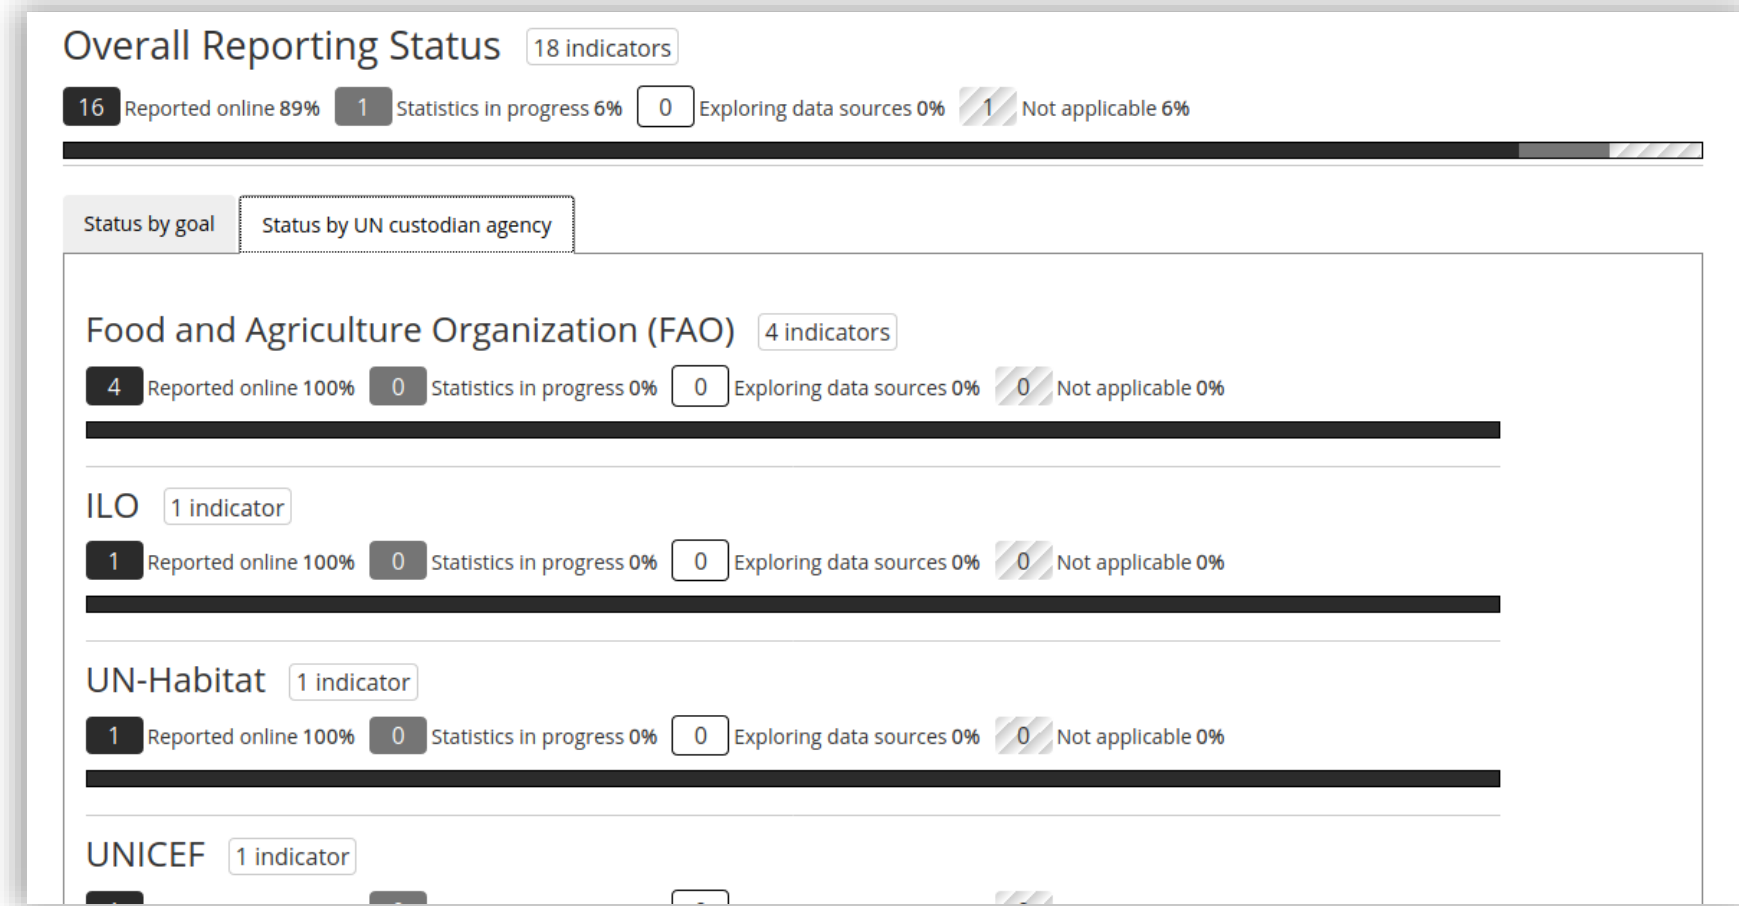 Overall Reporting Status 18 indicators
16 Reported online 89% 1 Statistics in progress 6% 0 Exploring data sources 0% 1 Not applicable 6%
Status by goal Status by UN custodian agency
Food and Agriculture Organization (FAO) 4 indicators
4 Reported online 100% 0 Statistics in progress 0% 0 Exploring data sources 0% 0 Not applicable 0%
ILO 1 indicator
1 Reported online 100% 0 Statistics in progress 0% 0 Exploring data sources 0% 0 Not applicable 0%
UN-Habitat 1 indicator
1 Reported online 100% 0 Statistics in progress 0% 0 Exploring data sources 0% 0 Not applicable 0%
UNICEF 1 indicator